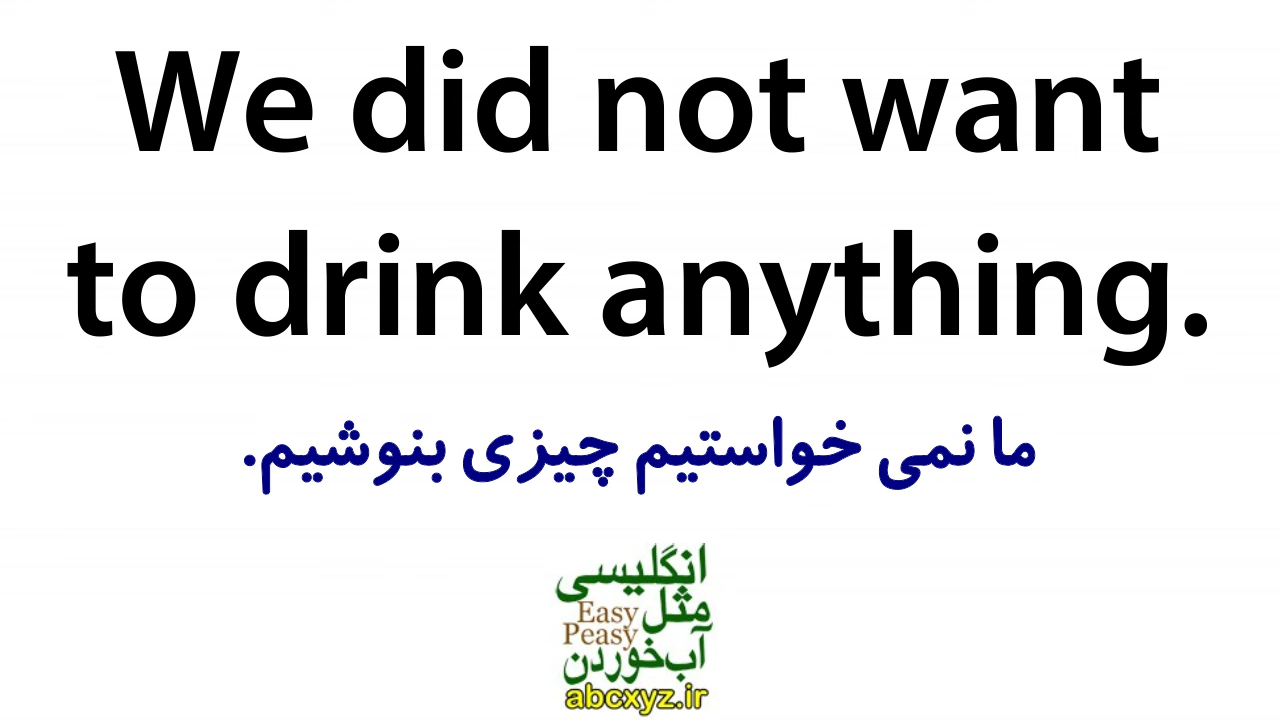 We did not want
to drink anything.
ما نمی خواستیم چیزی بنوشیم.
انگلیسی
مثل Easy
Peasy
آب‌خوردن
abcxyz.ir